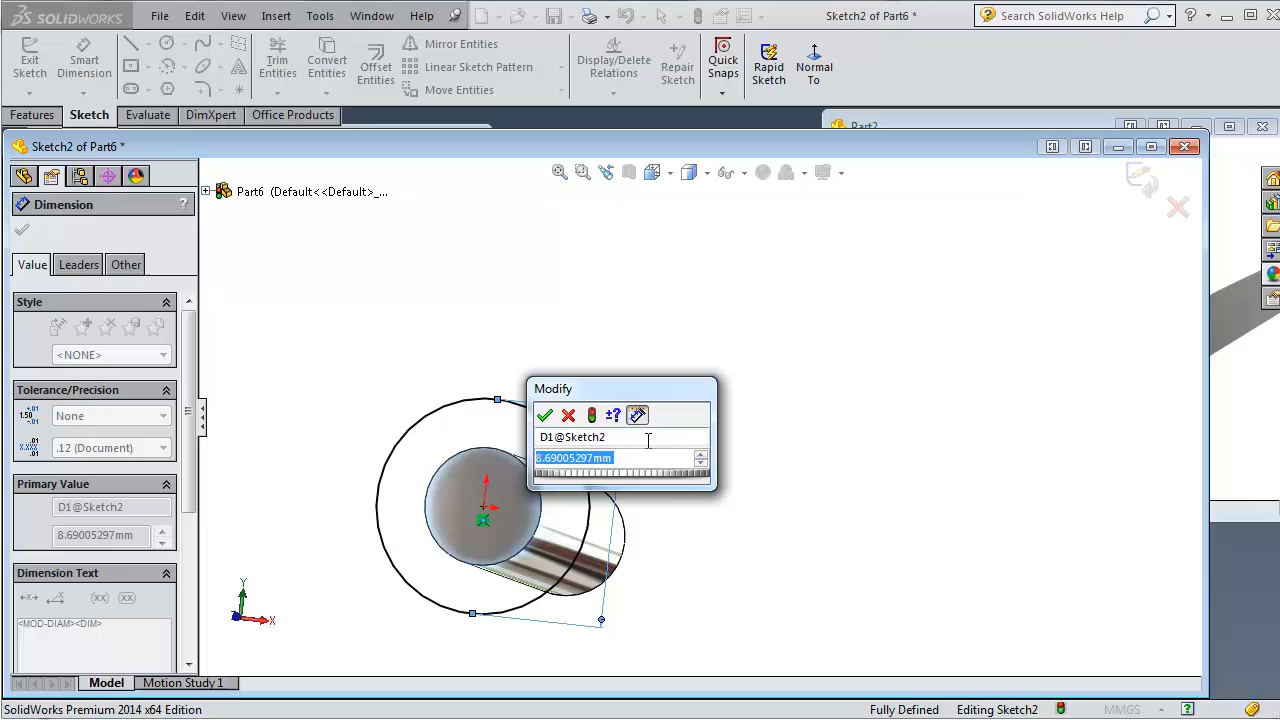 SOLIDWORKS File Edit View Insert Tools Window Help Sketch2 of Part6 * Search SolidWorks Help
Exit Sketch
Smart Dimension
Trim Entities
Convert Entities
Offset Entities
Mirror Entities
Linear Sketch Pattern
Move Entities
Display/Delete Relations
Repair Sketch
Quick Snaps
Rapid Sketch
Normal To
Features Sketch Evaluate DimXpert Office Products
Part2
Sketch2 of Part6 *
Part6 (Default<<Default>_...
Dimension ?
Value Leaders Other
Style
<NONE>
Tolerance/Precision
None
.12 (Document)
Primary Value
D1@Sketch2
8.69005297mm
Dimension Text
<MOD-DIAM><DIM>
Modify
D1@Sketch2
8.69005297mm
Y
X
Model Motion Study 1
SolidWorks Premium 2014 x64 Edition Fully Defined Editing Sketch2 MMGS